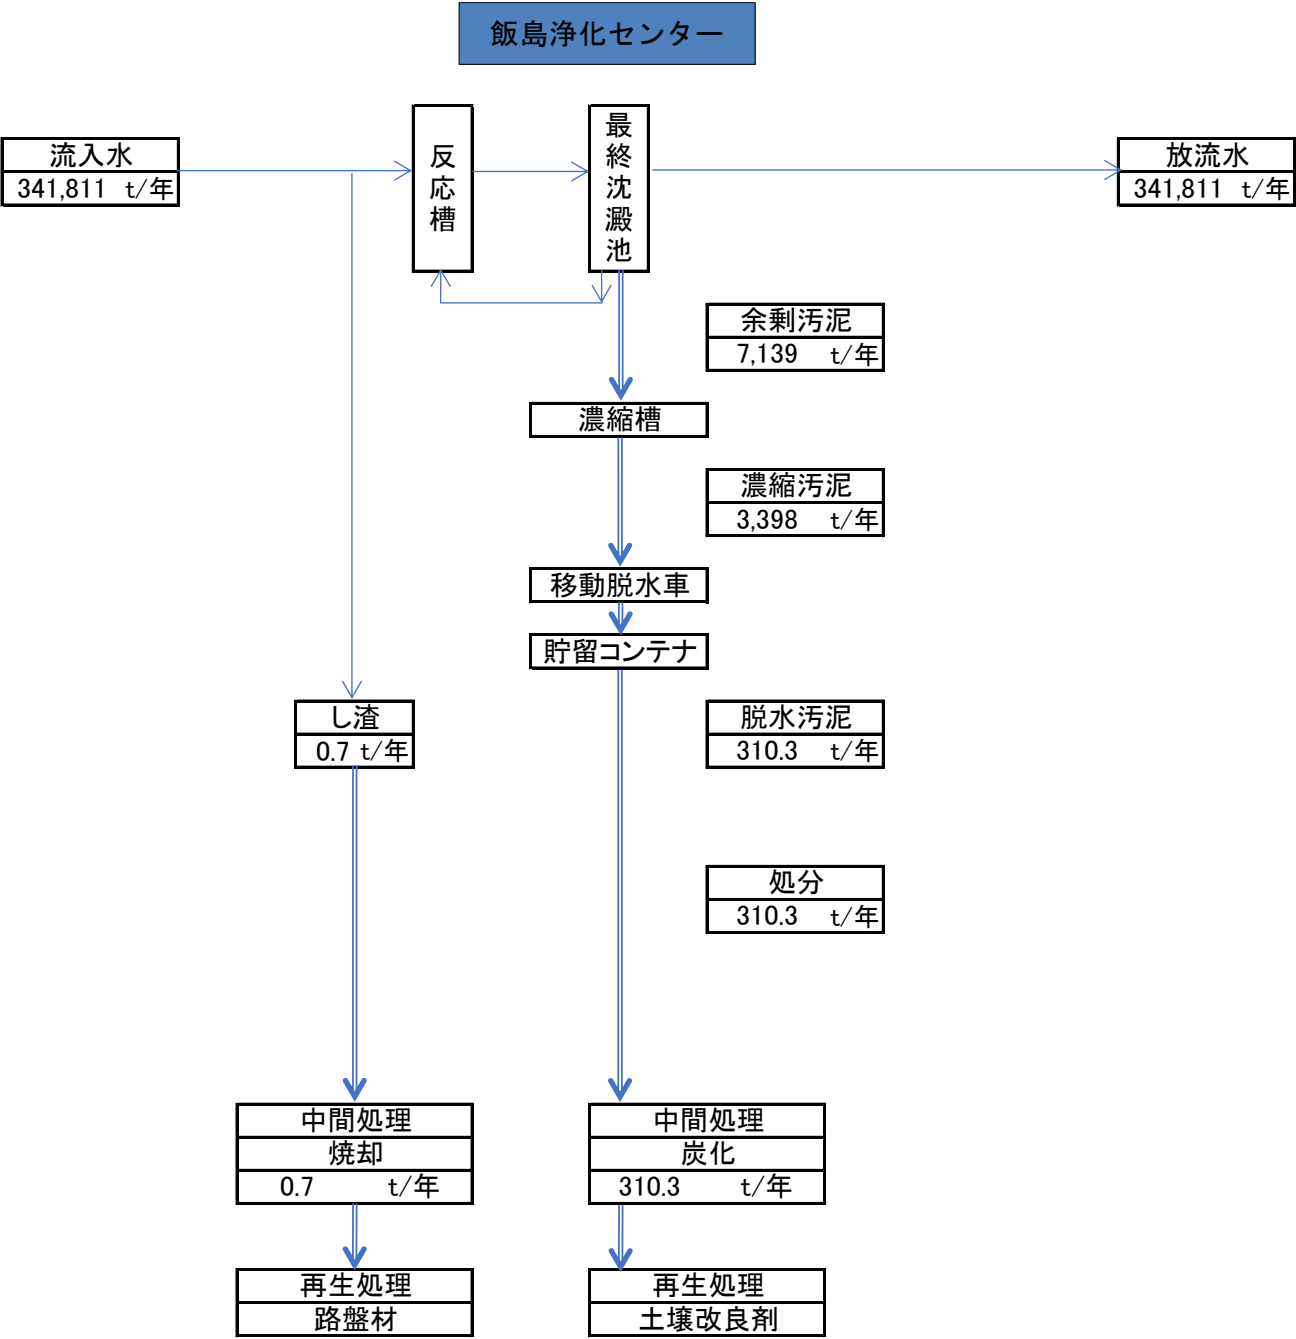 飯島浄化センター
流入水
341,811 t/年
反応槽
最終沈澱池
放流水
341,811 t/年
余剰汚泥
7,139 t/年
濃縮槽
濃縮汚泥
3,398 t/年
移動脱水車
貯留コンテナ
し渣
0.7 t/年
脱水汚泥
310.3 t/年
処分
310.3 t/年
中間処理
焼却
0.7 t/年
中間処理
炭化
310.3 t/年
再生処理
路盤材
再生処理
土壌改良剤